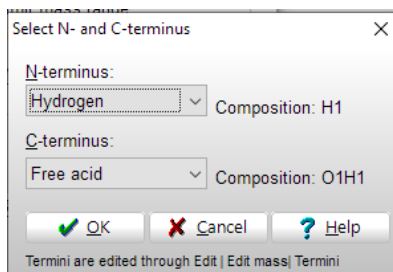 Select N- and C-terminus
N-terminus:
Hydrogen
Composition: H1
C-terminus:
Free acid
Composition: O1H1
OK
Cancel
Help
Termini are edited through Edit | Edit mass| Termini